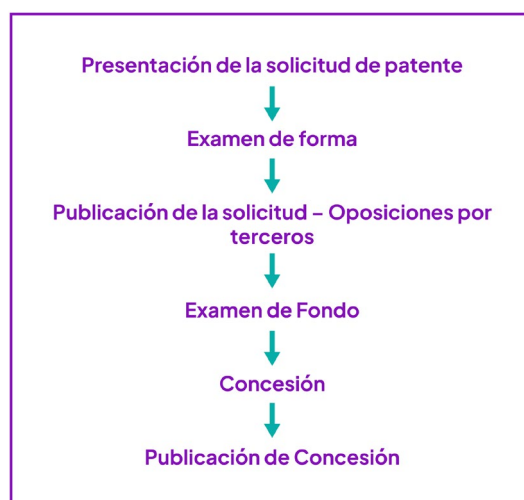 Presentación de la solicitud de patente
Examen de forma
Publicación de la solicitud – Oposiciones por
terceros
Examen de Fondo
Concesión
Publicación de Concesión